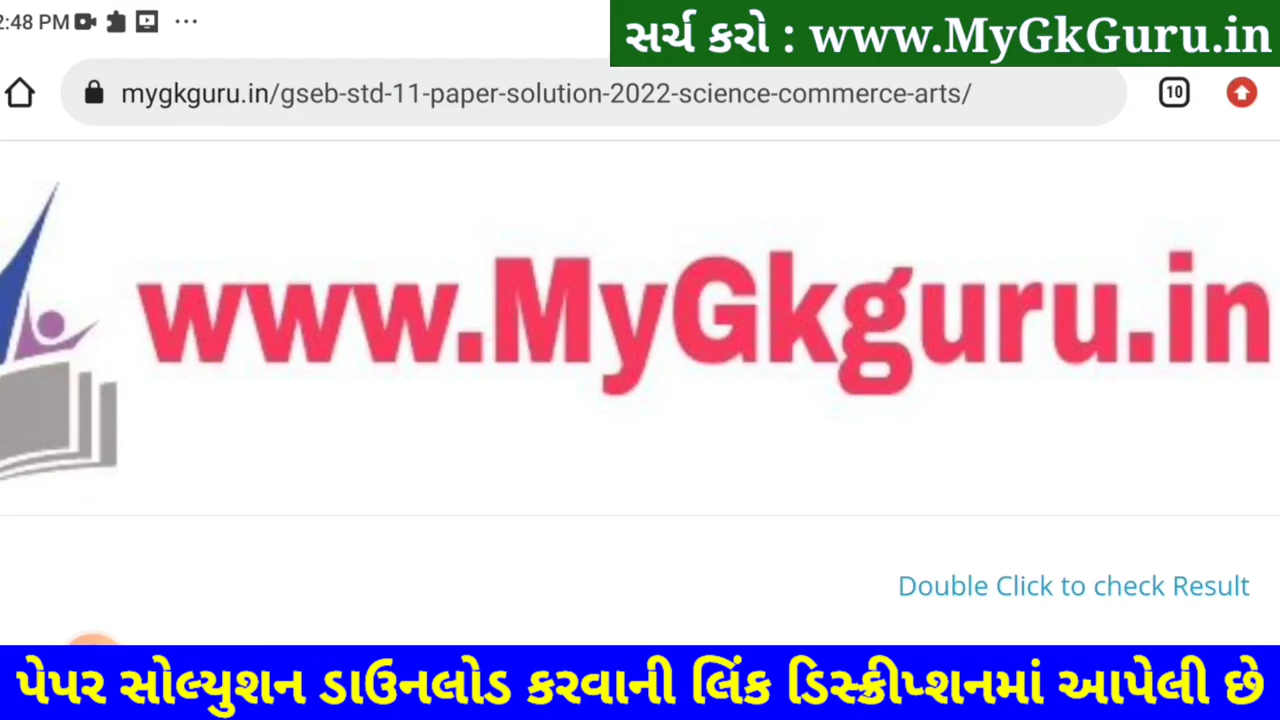 2:48 PM
સર્ચ કરો : www.MyGkGuru.in
mygkguru.in/gseb-std-11-paper-solution-2022-science-commerce-arts/
10
www.MyGkguru.in
Double Click to check Result
પેપર સોલ્યુશન ડાઉનલોડ કરવાની લિંક ડિસ્ક્રીપ્શનમાં આપેલી છે